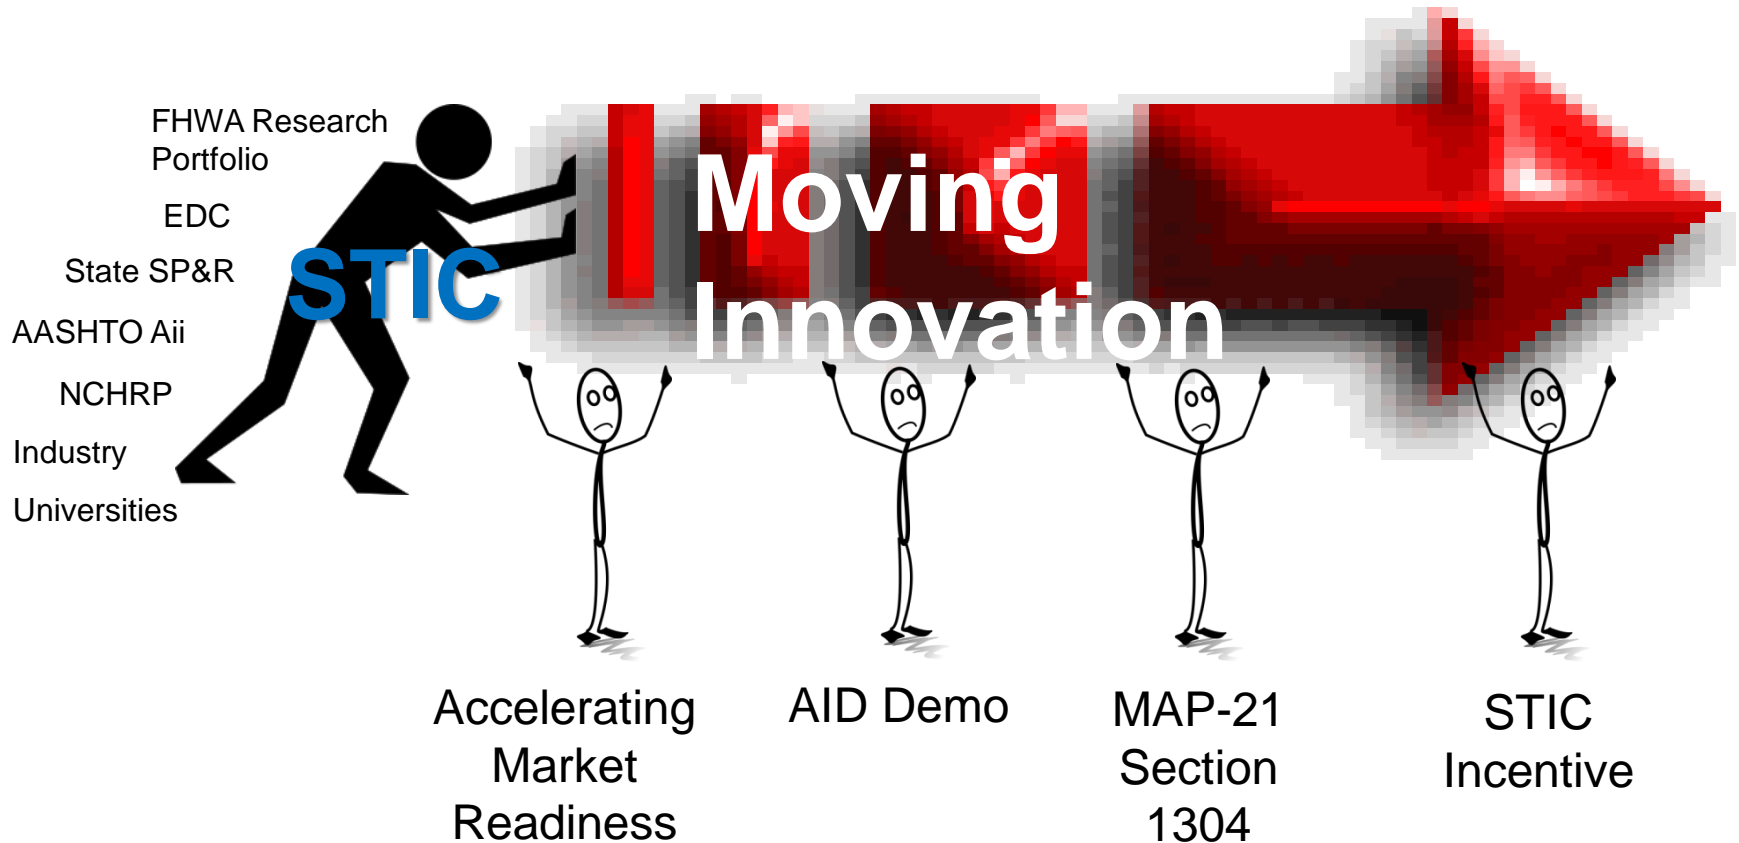 FHWA Research
Portfolio
EDC
State SP&R
AASHTO Aii
NCHRP
Industry
Universities
STIC
Moving
Innovation
Accelerating
Market
Readiness
AID Demo
MAP-21
Section
1304
STIC
Incentive